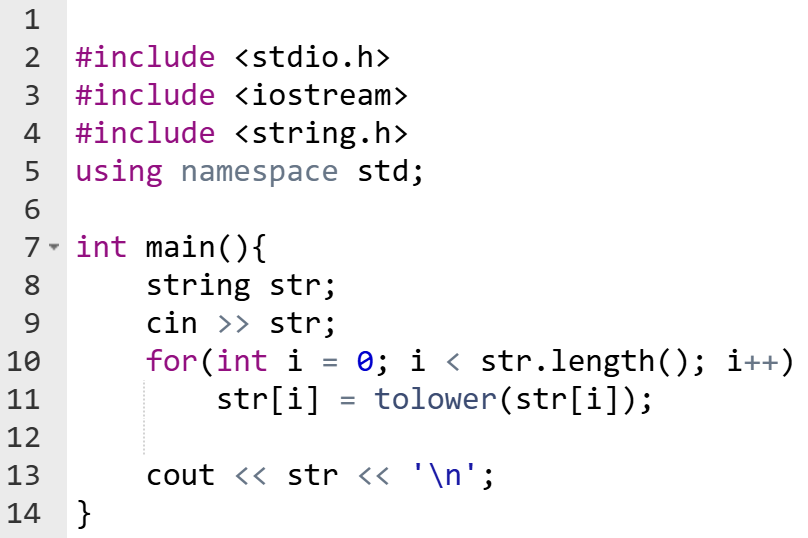 1
2 #include <stdio.h>
3 #include <iostream>
4 #include <string.h>
5 using namespace std;
6
7 int main(){
8     string str;
9     cin >> str;
10     for(int i = 0; i < str.length(); i++)
11         str[i] = tolower(str[i]);
12
13     cout << str << '\n';
14 }